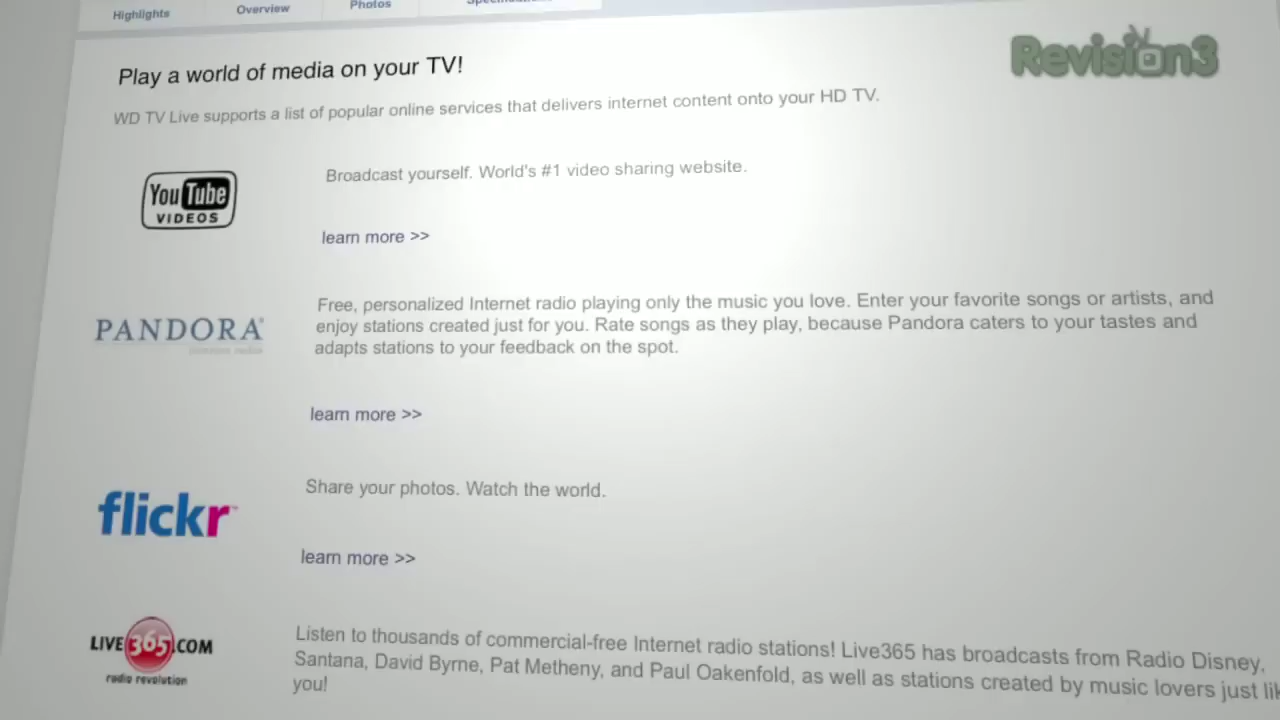 Highlights
Overview
Photos
Revision3
Play a world of media on your TV!
WD TV Live supports a list of popular online services that delivers internet content onto your HD TV.
YouTube
VIDEOS
Broadcast yourself. World's #1 video sharing website.
learn more >>
PANDORA®
Free, personalized Internet radio playing only the music you love. Enter your favorite songs or artists, and
enjoy stations created just for you. Rate songs as they play, because Pandora caters to your tastes and
adapts stations to your feedback on the spot.
learn more >>
flickr™
Share your photos. Watch the world.
learn more >>
LIVE365.COM
radio revolution
Listen to thousands of commercial-free Internet radio stations! Live365 has broadcasts from Radio Disney,
Santana, David Byrne, Pat Metheny, and Paul Oakenfold, as well as stations created by music lovers just lik
you!